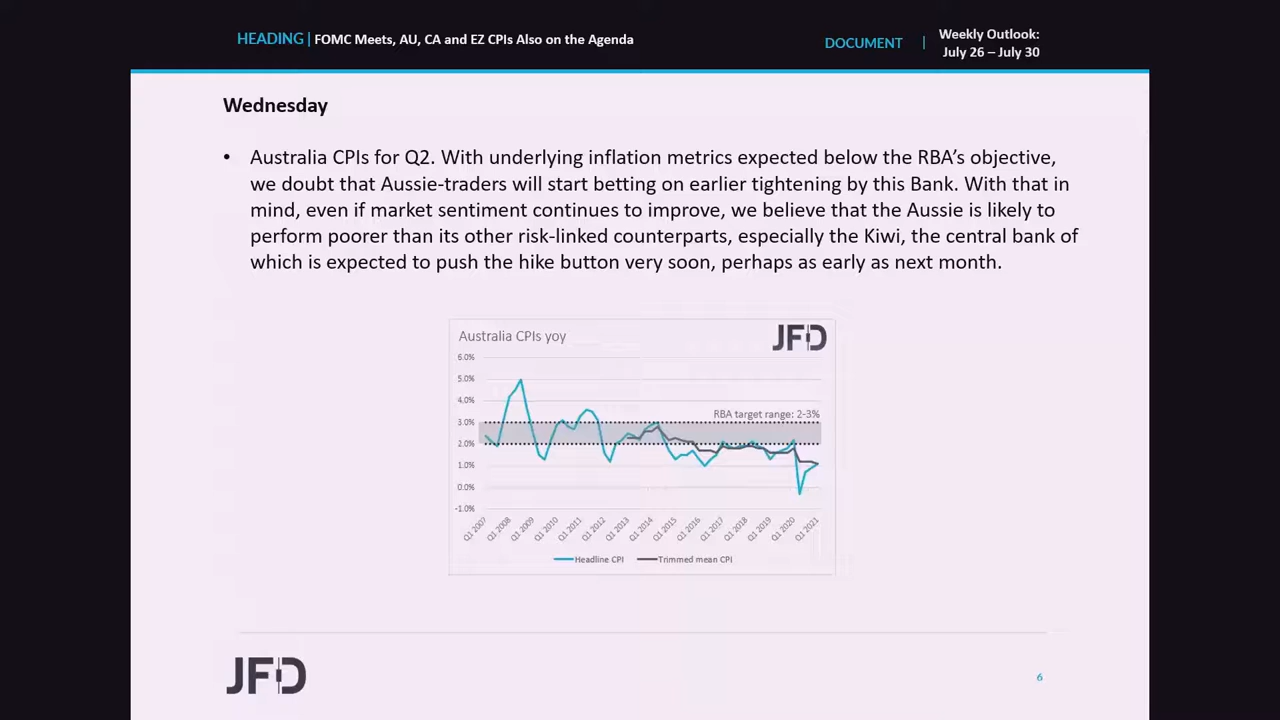 HEADING | FOMC Meets, AU, CA and EZ CPIs Also on the Agenda
DOCUMENT | Weekly Outlook:
July 26 – July 30
Wednesday
• Australia CPIs for Q2. With underlying inflation metrics expected below the RBA's objective,
we doubt that Aussie-traders will start betting on earlier tightening by this Bank. With that in
mind, even if market sentiment continues to improve, we believe that the Aussie is likely to
perform poorer than its other risk-linked counterparts, especially the Kiwi, the central bank of
which is expected to push the hike button very soon, perhaps as early as next month.
Australia CPIs yoy
JFD
6.0%
5.0%
4.0%
RBA target range: 2-3%
3.0%
2.0%
1.0%
0.0%
-1.0%
Q1 2007
Q1 2008
Q1 2009
Q1 2010
Q1 2011
Q1 2012
Q1 2013
Q1 2014
Q1 2015
Q1 2016
Q1 2017
Q1 2018
Q1 2019
Q1 2020
Q1 2021
Headline CPI
Trimmed mean CPI
JFD
6